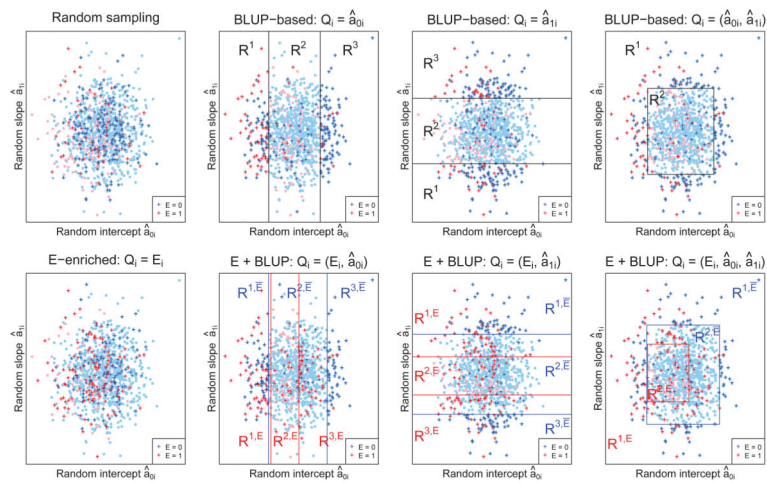 Random sampling
Random slope â1i
Random intercept â0i
E = 0
E = 1
BLUP−based: Qi = â0i
R1
R2
R3
Random slope â1i
Random intercept â0i
E = 0
E = 1
BLUP−based: Qi = â1i
R3
R2
R1
Random slope â1i
Random intercept â0i
E = 0
E = 1
BLUP−based: Qi = (â0i, â1i)
R1
R2
Random slope â1i
Random intercept â0i
E = 0
E = 1
E−enriched: Qi = Ei
Random slope â1i
Random intercept â0i
E = 0
E = 1
E + BLUP: Qi = (Ei, â0i)
R1,E̅
R2,E̅
R3,E̅
R1,E
R2,E
R3,E
Random slope â1i
Random intercept â0i
E = 0
E = 1
E + BLUP: Qi = (Ei, â1i)
R1,E
R1,E̅
R2,E
R2,E̅
R3,E
R3,E̅
Random slope â1i
Random intercept â0i
E = 0
E = 1
E + BLUP: Qi = (Ei, â0i, â1i)
R1,E̅
R2,E̅
R2,E
R1,E
Random slope â1i
Random intercept â0i
E = 0
E = 1